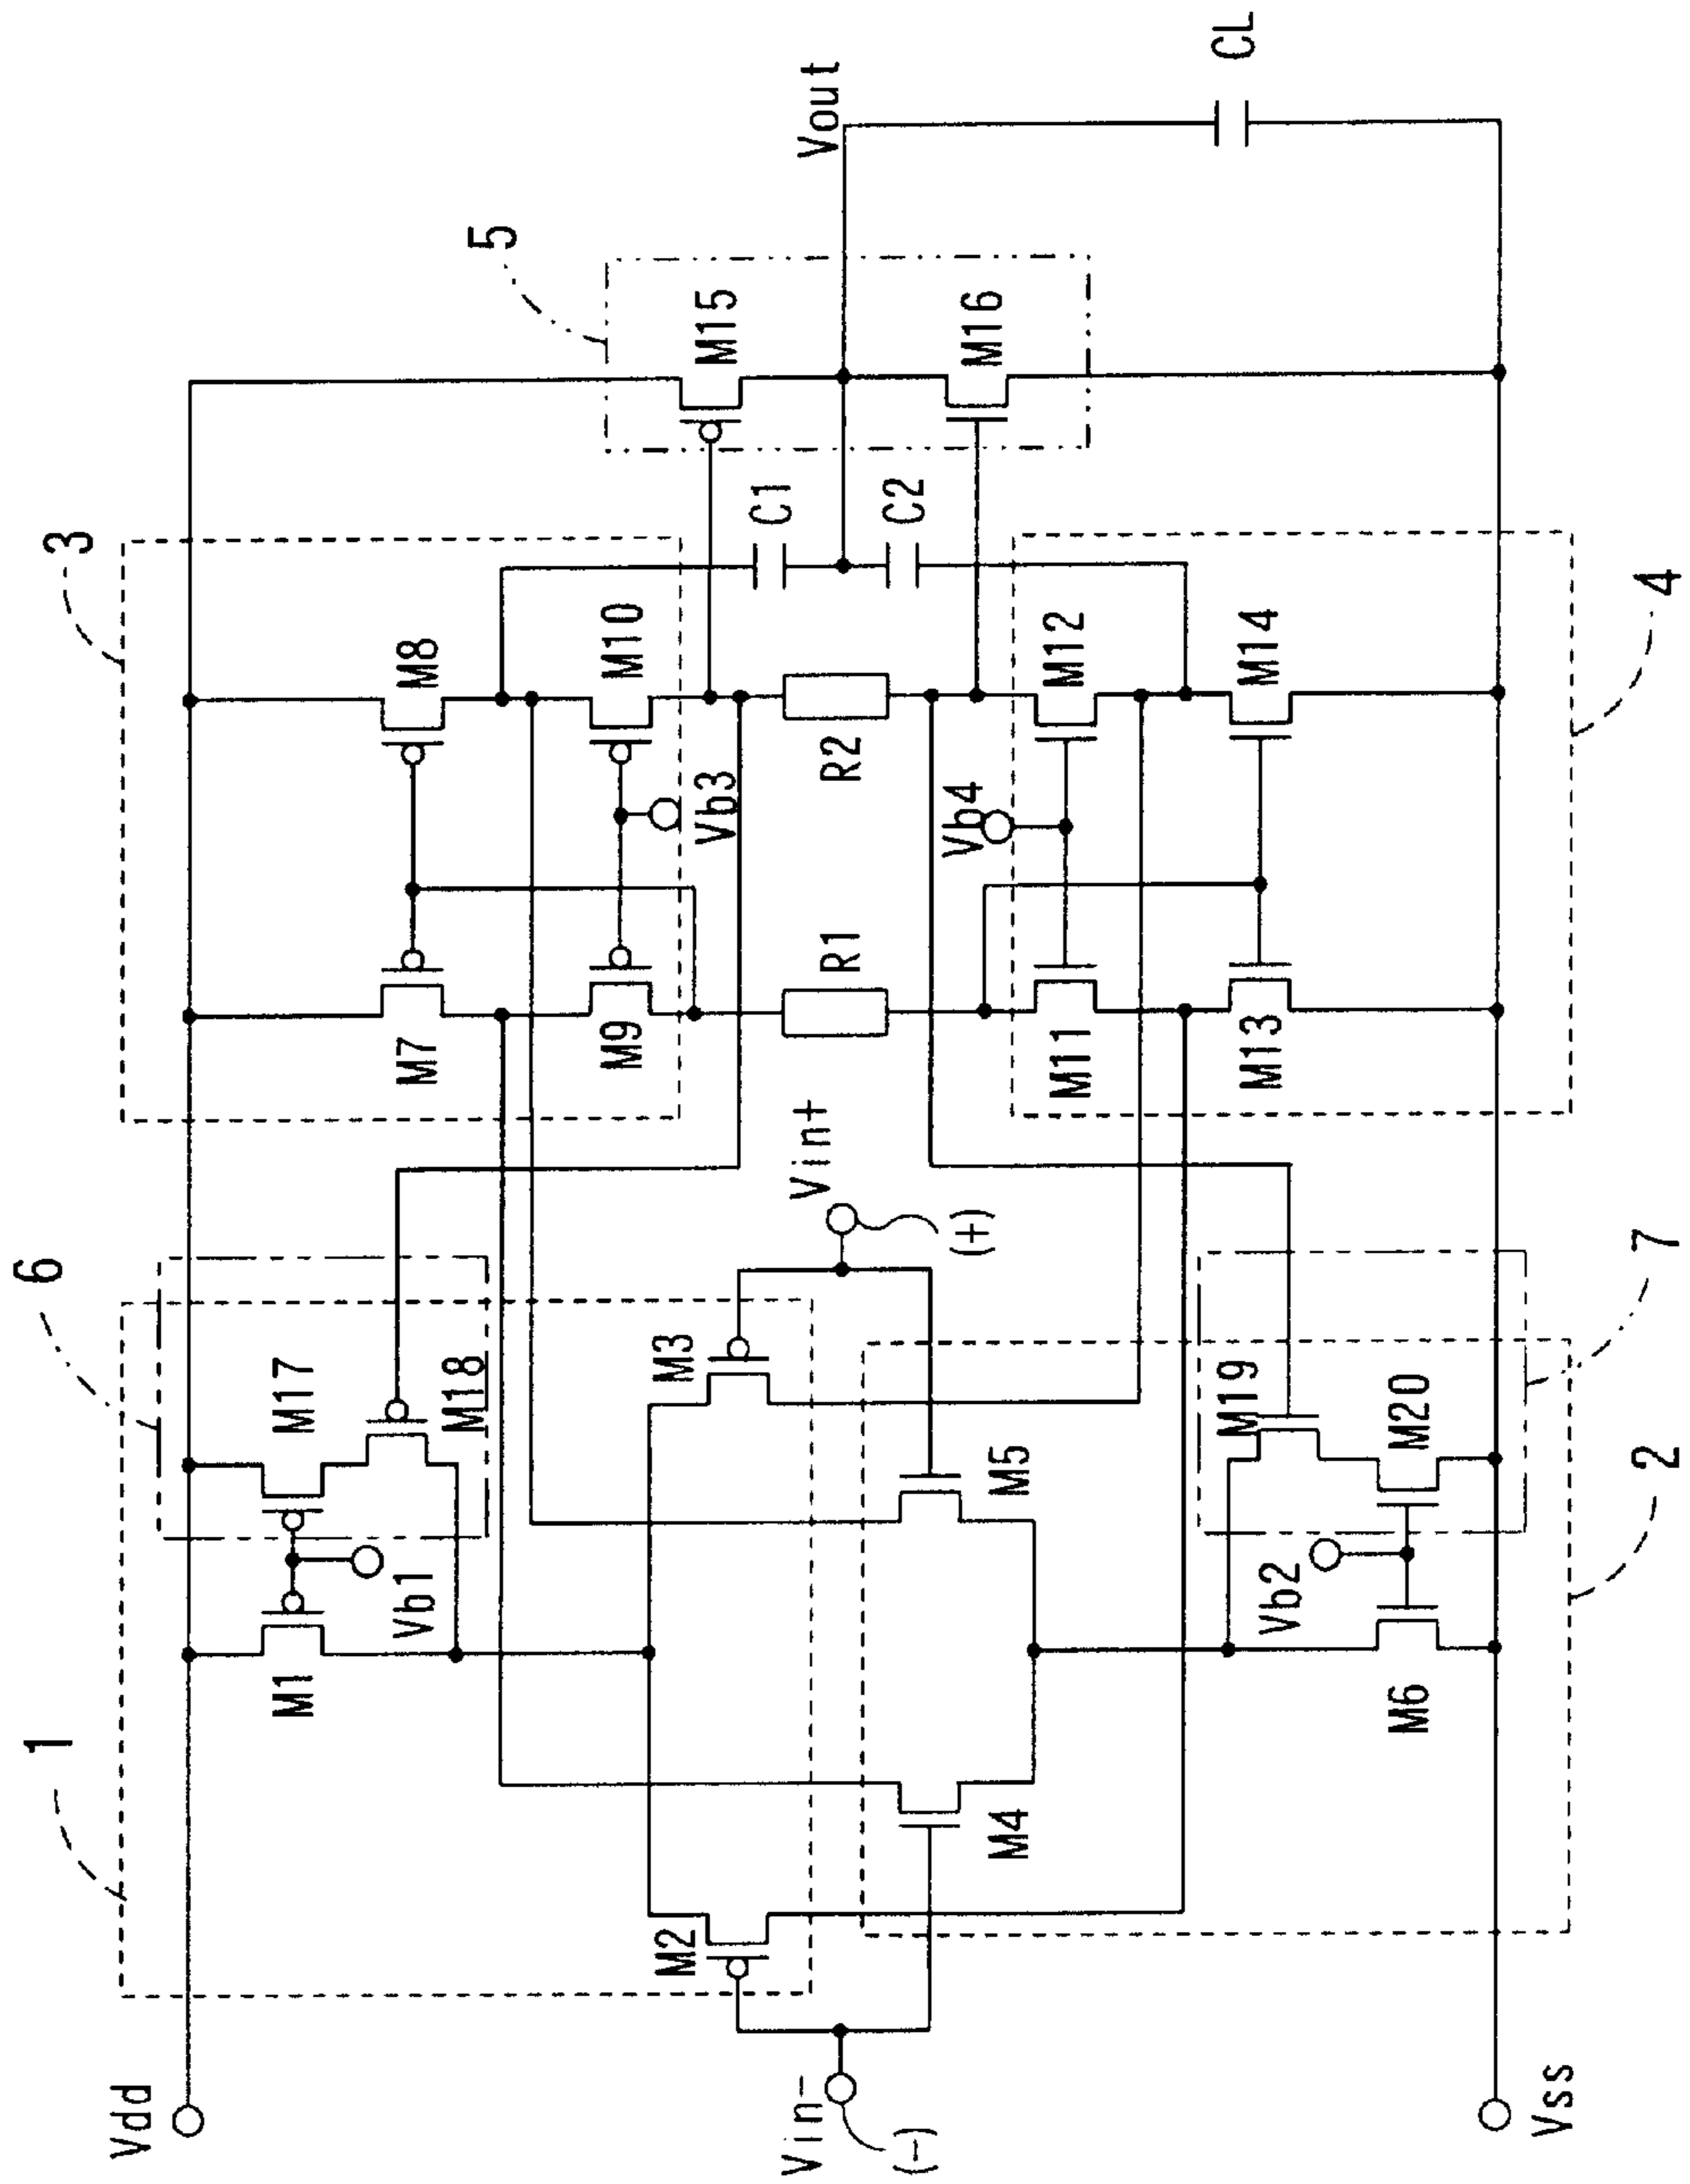 Vdd
1
6
3
5
M1
M17
M18
Vb1
M7
M8
M9
M10
Vb3
M2
M3
M4
M5
Vin-
(-)
Vin+
(+)
R1
R2
C1
C2
M15
M16
Vout
CL
Vb4
M11
M12
M13
M14
M19
M20
Vb2
M6
Vss
2
7
4